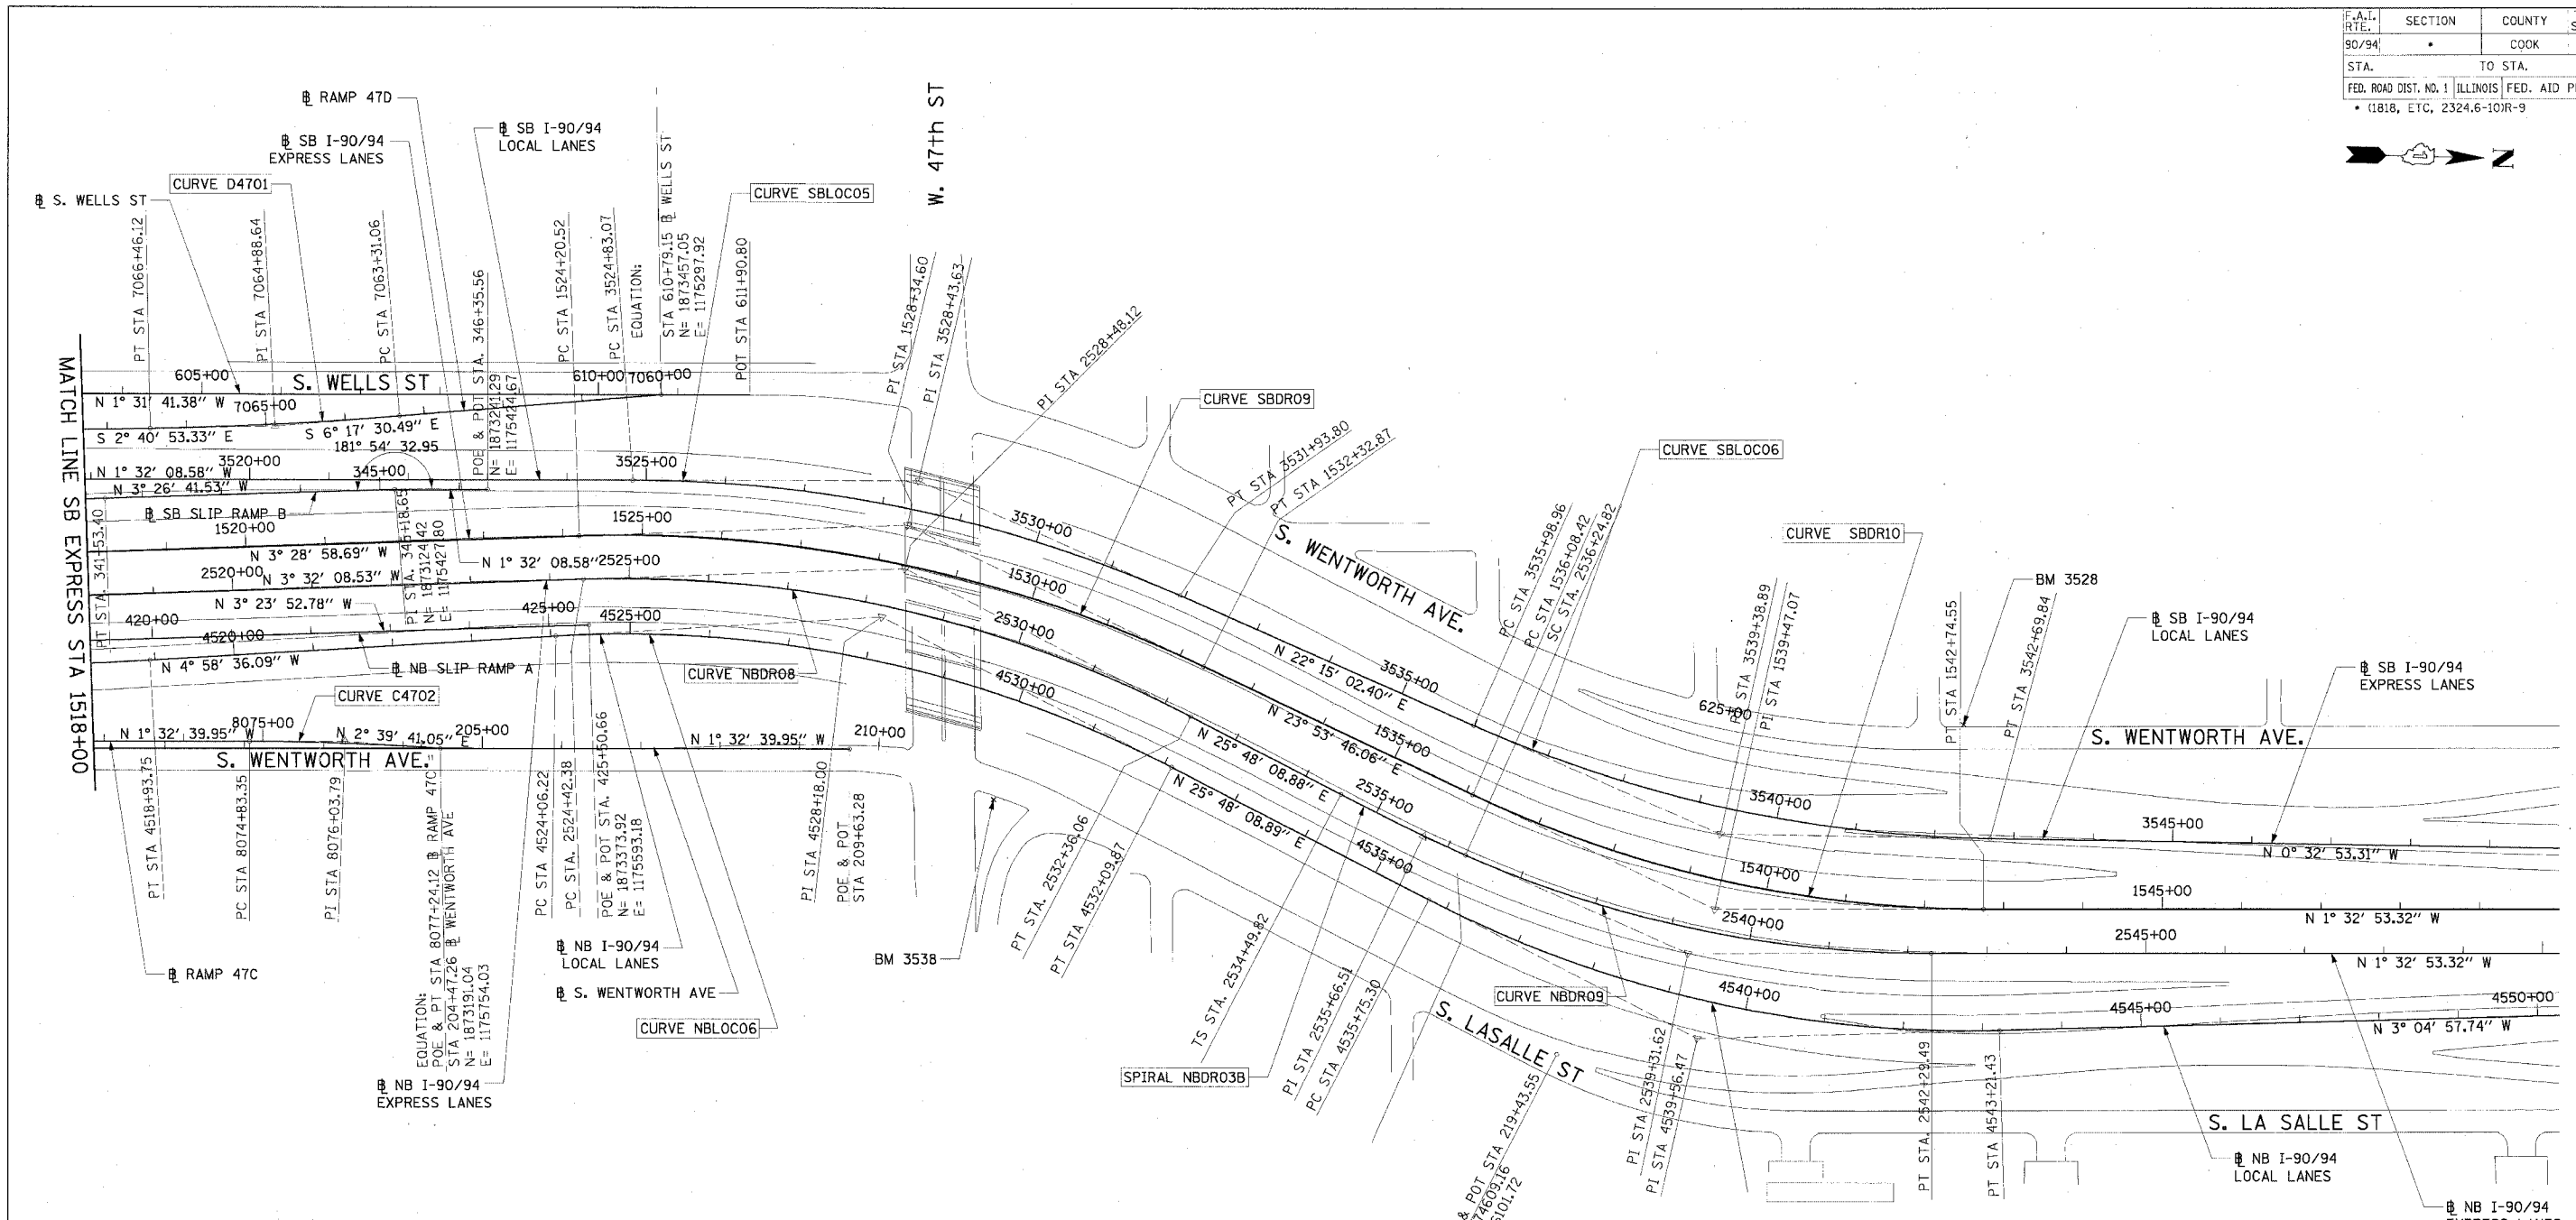 F.A.I. RTE.
SECTION
COUNTY
90/94
*
COOK
STA.
TO STA.
FED. ROAD DIST. NO. 1
ILLINOIS
FED. AID
* (1818, ETC, 2324.6-10)R-9
N
W. 47th ST
℄ RAMP 47D
℄ SB I-90/94
EXPRESS LANES
℄ SB I-90/94
LOCAL LANES
CURVE D4701
℄ S. WELLS ST
CURVE SBLOC05
PT STA 7066+46.12
PI STA 7064+88.64
PC STA 7063+31.06
POE & POT STA. 346+35.56
N= 1873241.29
E= 1175424.67
PC STA 1524+20.52
PC STA 3524+83.07
EQUATION:
STA 610+79.15 ℄ WELLS ST
N= 1873457.05
E= 1175297.92
POT STA 611+90.80
PI STA 1528+34.60
PI STA 3528+43.63
PI STA 2528+48.12
CURVE SBDR09
PT STA 3531+93.80
PT STA 1532+32.87
CURVE SBLOC06
PC STA 3535+98.96
PC STA 1536+08.42
SC STA. 2536+24.82
CURVE SBDR10
PI STA 3539+38.89
PI STA 1539+47.07
BM 3528
PT STA 1542+74.55
PT STA 3542+69.84
℄ SB I-90/94
LOCAL LANES
℄ SB I-90/94
EXPRESS LANES
MATCH LINE SB EXPRESS STA 1518+00
605+00
S. WELLS ST
610+00
7060+00
N 1° 31' 41.38" W
7065+00
S 2° 40' 53.33" E
S 6° 17' 30.49" E
181° 54' 32.95
N 1° 32' 08.58" W
3520+00
345+00
3525+00
N 3° 26' 41.53" W
℄ SB SLIP RAMP B
PT STA. 341+53.40
PI STA. 345+18.65
N= 1873124.42
E= 1175427.80
1520+00
1525+00
N 3° 28' 58.69" W
N 1° 32' 08.58"
2520+00
N 3° 32' 08.53" W
2525+00
N 3° 23' 52.78" W
420+00
425+00
4520+00
4525+00
N 4° 58' 36.09" W
℄ NB SLIP RAMP A
CURVE NBDR08
CURVE C4702
N 1° 32' 39.95" W
8075+00
N 2° 39' 41.05" E
205+00
N 1° 32' 39.95" W
210+00
S. WENTWORTH AVE.
3530+00
1530+00
2530+00
4530+00
S. WENTWORTH AVE.
N 22° 15' 02.40" E
3535+00
N 23° 53' 46.06" E
1535+00
N 25° 48' 08.88" E
2535+00
N 25° 48' 08.89" E
4535+00
625+00
S. WENTWORTH AVE.
3540+00
3545+00
N 0° 32' 53.31" W
1540+00
1545+00
N 1° 32' 53.32" W
2540+00
2545+00
N 1° 32' 53.32" W
4540+00
4545+00
4550+00
N 3° 04' 57.74" W
PT STA 4518+93.75
PC STA 8074+83.35
PI STA 8076+03.79
EQUATION:
POE & PT STA 8077+24.12 ℄ RAMP 47C=
STA 204+47.26 ℄ WENTWORTH AVE
N= 1873191.04
E= 1175754.03
PC STA 4524+06.22
PC STA. 2524+42.38
POE & POT STA. 425+50.66
N= 1873373.92
E= 1175593.18
PI STA 4528+18.00
POE & POT
STA 209+63.28
℄ RAMP 47C
℄ NB I-90/94
LOCAL LANES
℄ S. WENTWORTH AVE
CURVE NBLOC06
℄ NB I-90/94
EXPRESS LANES
BM 3538
PT STA. 2532+36.06
PT STA 4532+09.87
TS STA. 2534+49.82
SPIRAL NBDR03B
PI STA 2535+66.51
PC STA 4535+75.30
CURVE NBDR09
S. LASALLE ST
& POT STA 219+43.55
74609.16
6101.72
PI STA 2539+31.62
PI STA 4539+56.47
PT STA. 2542+29.49
PT STA 4543+21.43
S. LA SALLE ST
℄ NB I-90/94
LOCAL LANES
℄ NB I-90/94